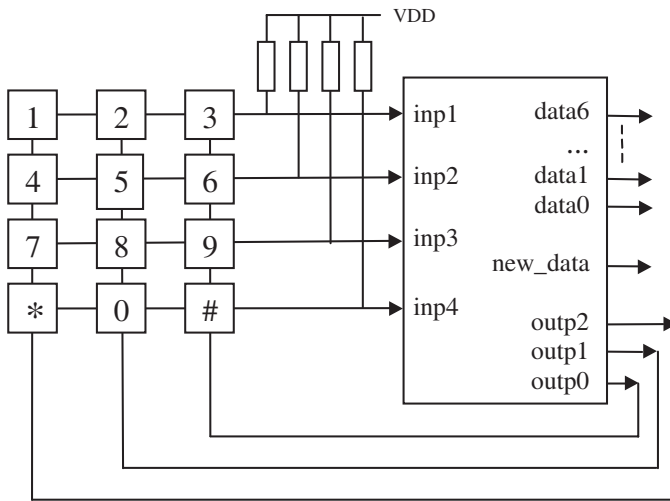 VDD
1 2 3 inp1 data6
...
4 5 6 inp2 data1
data0
7 8 9 inp3
new_data
* 0 # inp4
outp2
outp1
outp0